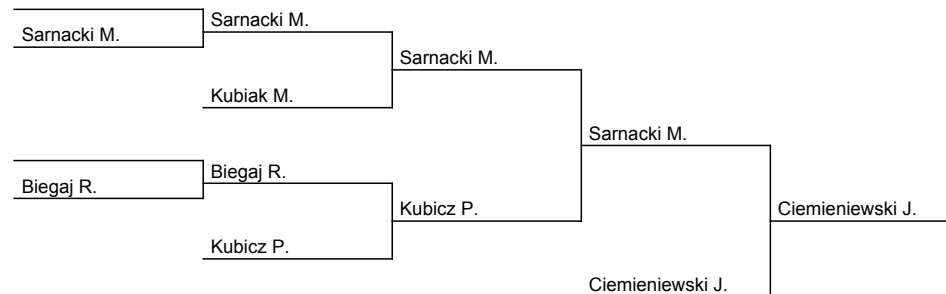 Sarnacki M.
Sarnacki M.
Sarnacki M.
Kubiak M.
Sarnacki M.
Biegaj R.
Biegaj R.
Kubicz P.
Ciemieniewski J.
Kubicz P.
Ciemieniewski J.